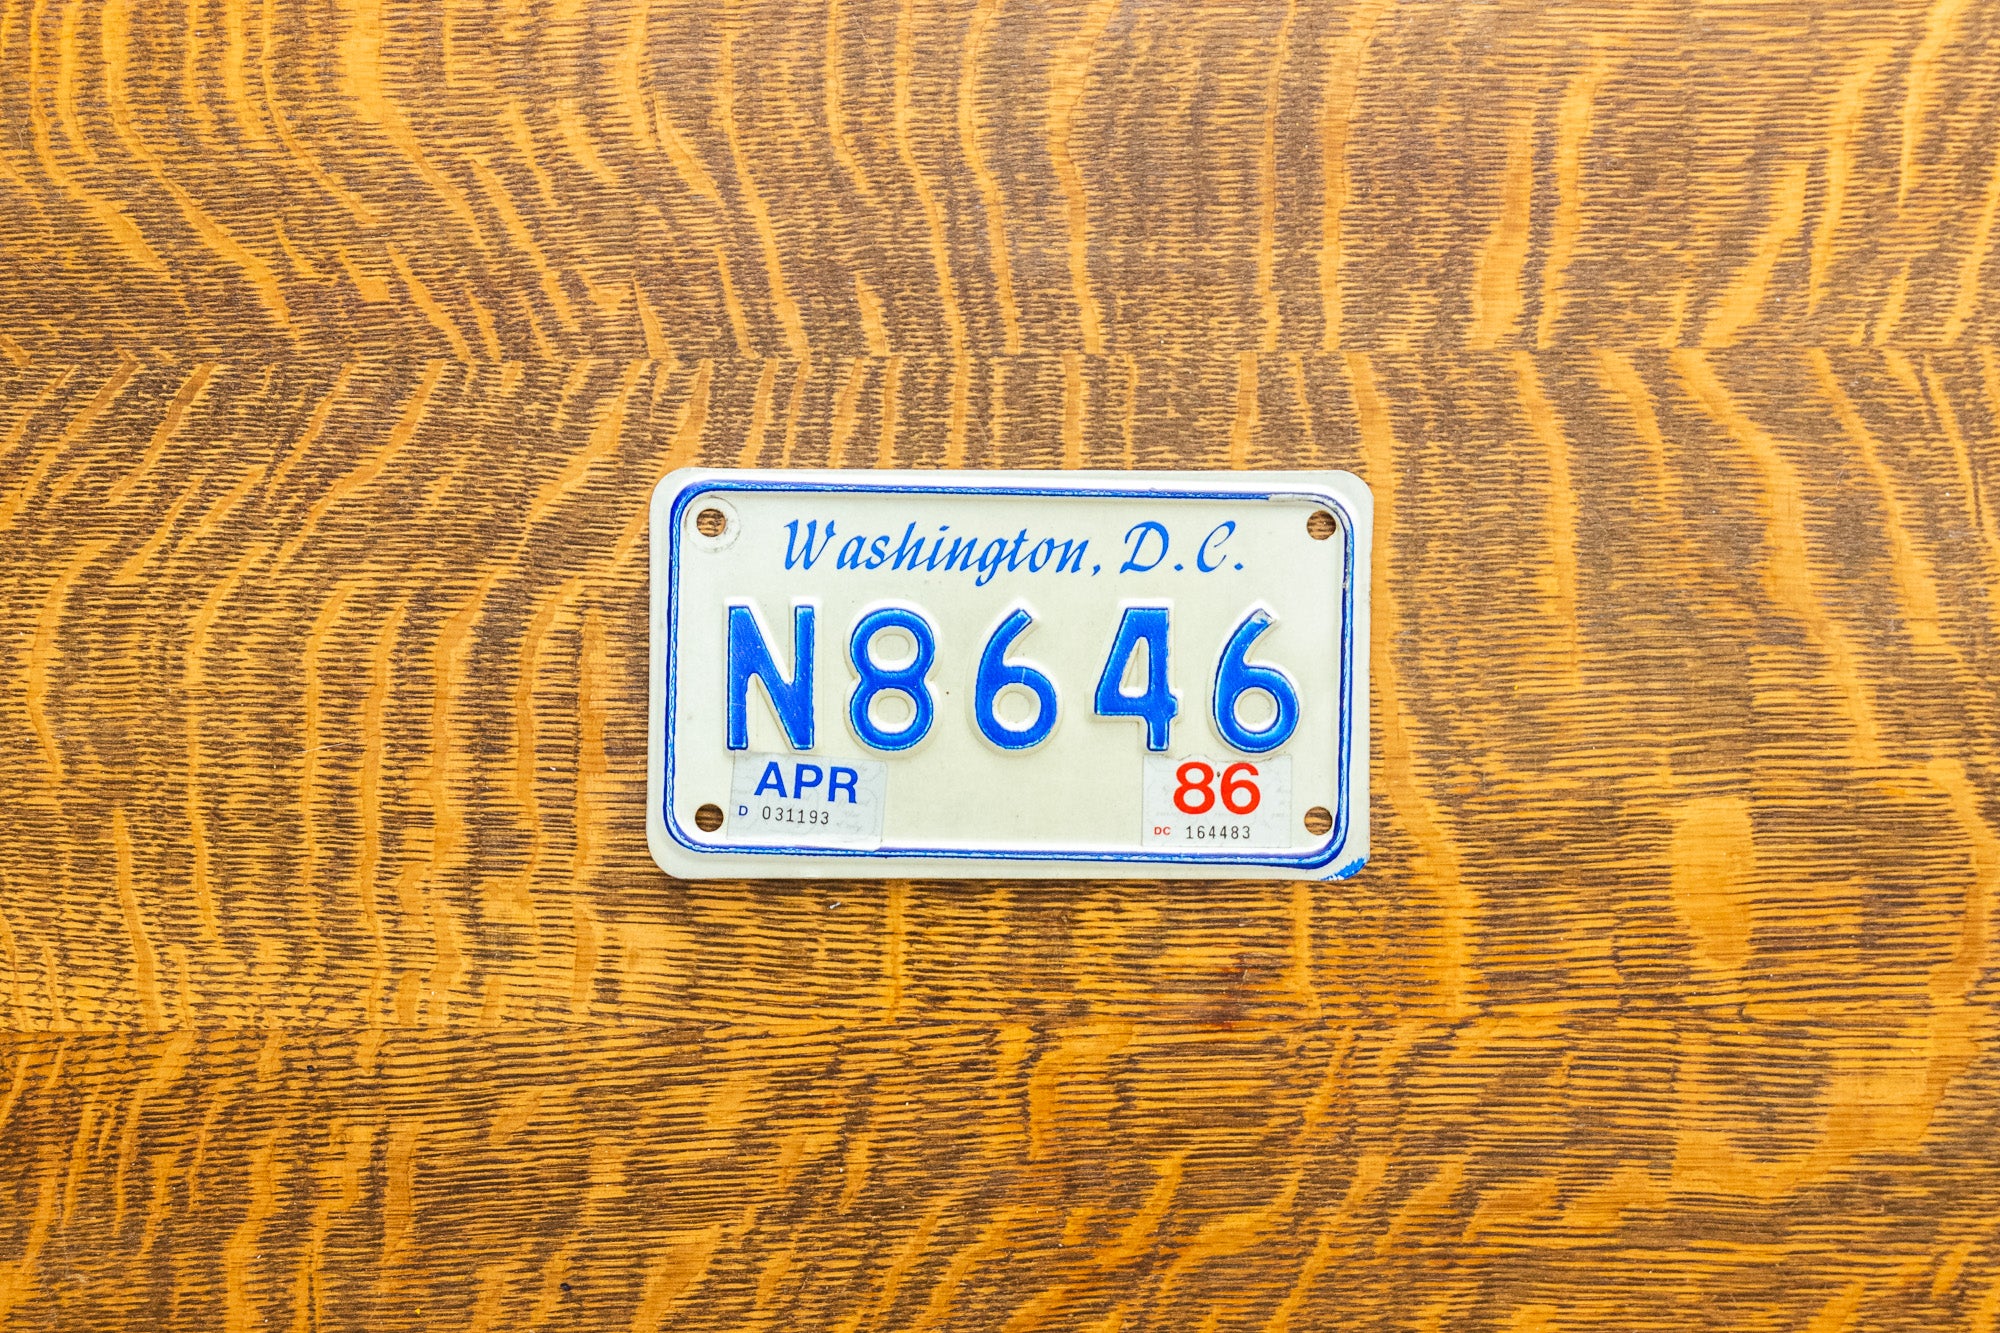 Washington, D.C.
N8646
APR
86
D 031193
DC 164483